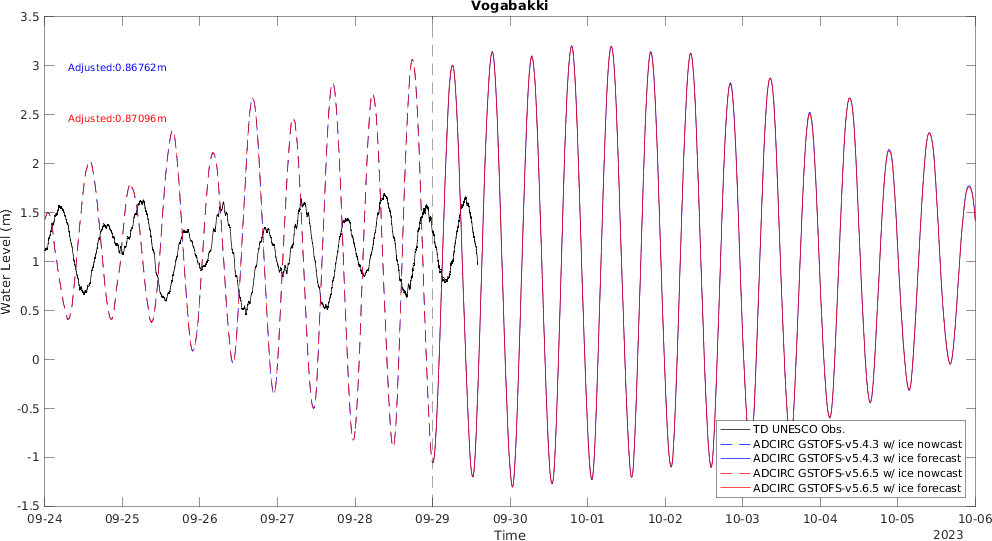 Vogabakki
Adjusted:0.86762m
Adjusted:0.87096m
Water Level (m)
3.5
3
2.5
2
1.5
1
0.5
0
-0.5
-1
-1.5
TD UNESCO Obs.
ADCIRC GSTOFS-v5.4.3 w/ ice nowcast
ADCIRC GSTOFS-v5.4.3 w/ ice forecast
ADCIRC GSTOFS-v5.6.5 w/ ice nowcast
ADCIRC GSTOFS-v5.6.5 w/ ice forecast
09-24 09-25 09-26 09-27 09-28 09-29 09-30 10-01 10-02 10-03 10-04 10-05 10-06
Time
2023